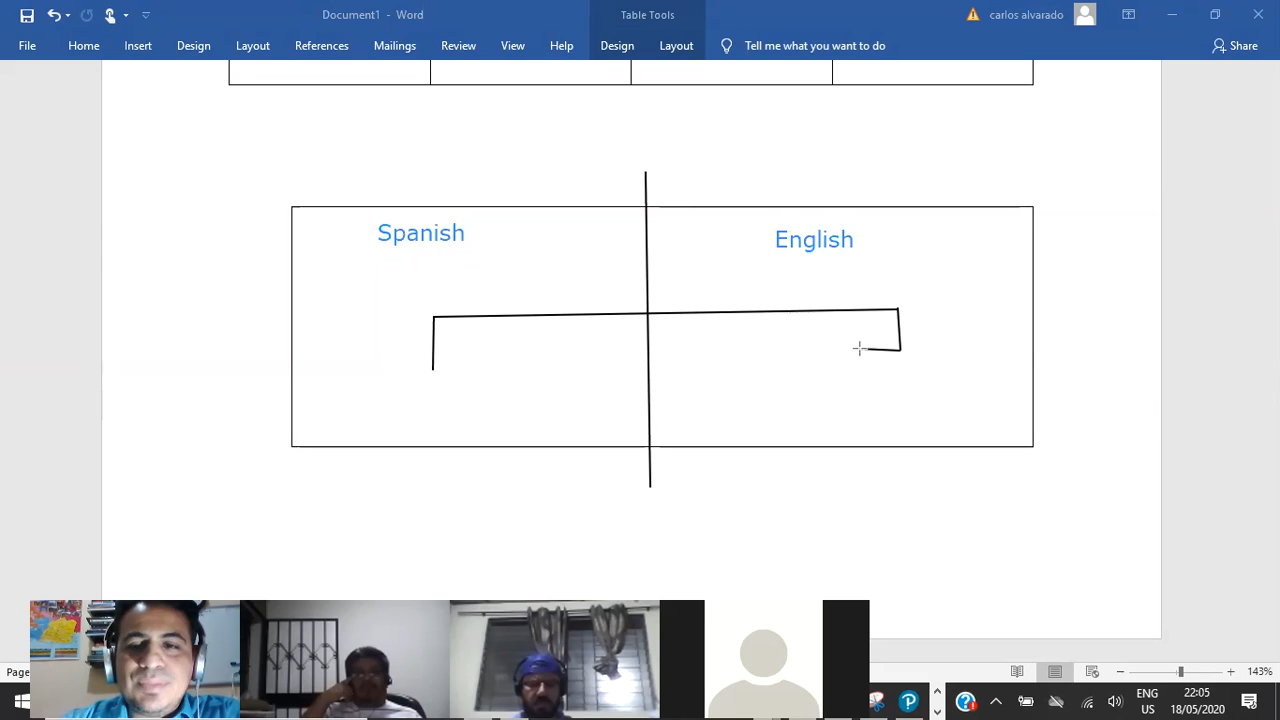 Document1 - Word
Table Tools
carlos alvarado
File Home Insert Design Layout References Mailings Review View Help Design Layout Tell me what you want to do Share
Spanish English
Page
143%
ENG
22:05
18/05/2020